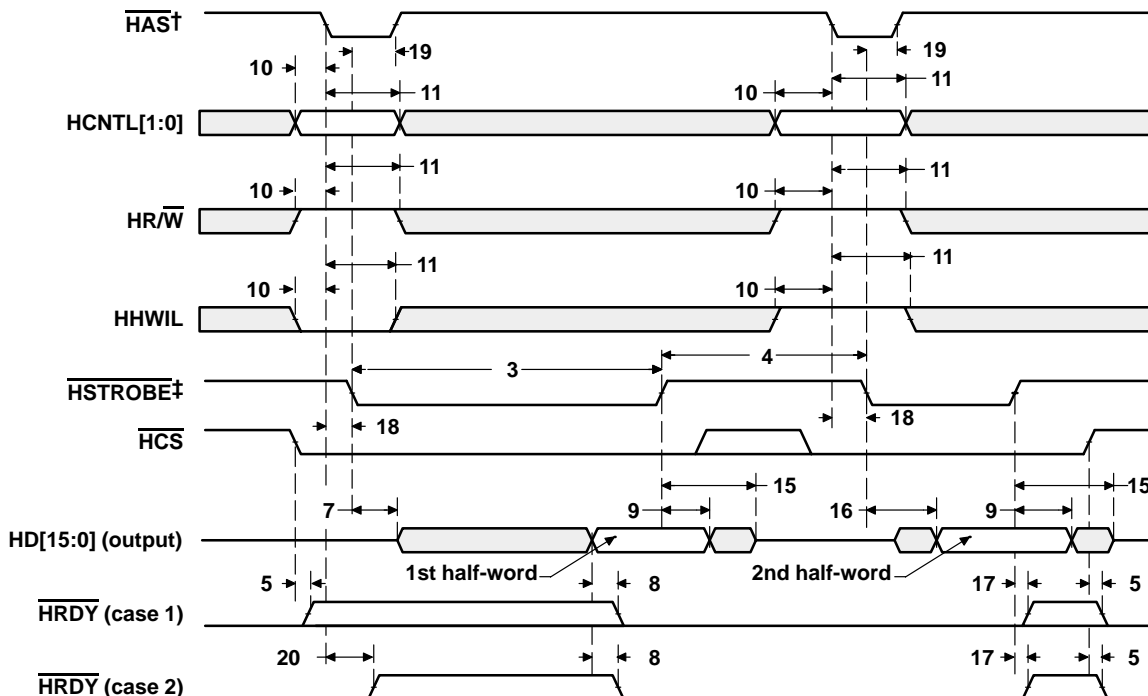 HAS†
19 19
10 11 10 11
HCNTL[1:0]
11 11
10 10
HR/W
11 11
10 10
HHWIL
3 4
HSTROBE‡
18 18
HCS
15 15
7 9 16 9
HD[15:0] (output)
1st half-word 2nd half-word
5 8 17 5
HRDY (case 1)
20 8 17 5
HRDY (case 2)